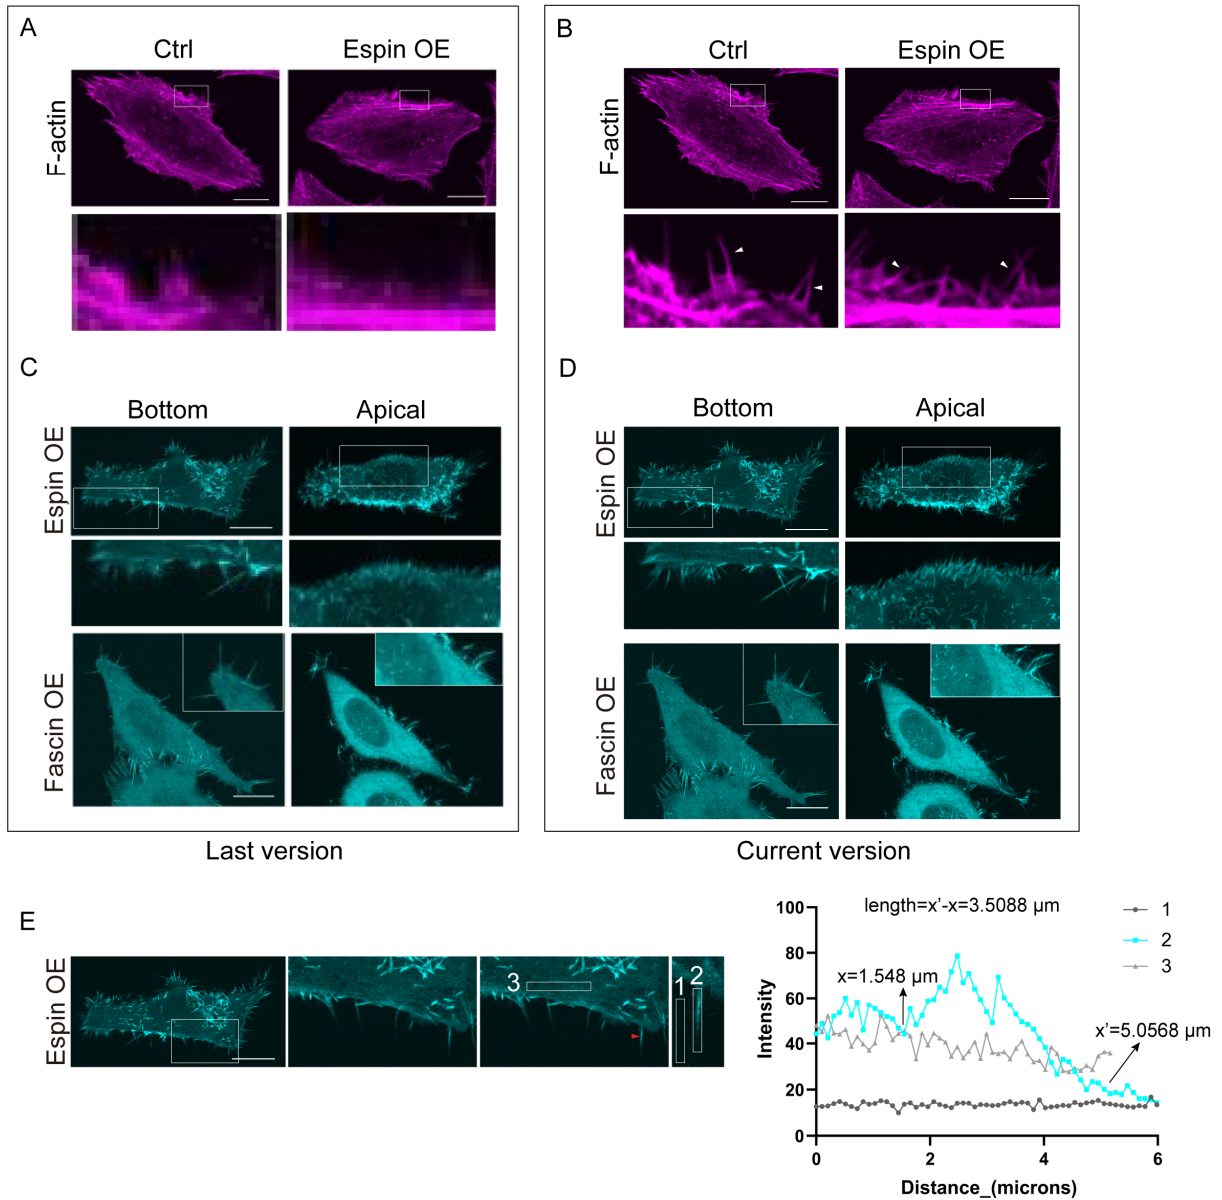 A
Ctrl
Espin OE
F-actin
B
Ctrl
Espin OE
F-actin
C
Bottom
Apical
Espin OE
Fascin OE
D
Bottom
Apical
Espin OE
Fascin OE
Last version
Current version
E
Espin OE
3
1
2
length=x’-x=3.5088 µm
x=1.548 µm
x’=5.0568 µm
1
2
3
Intensity
100
80
60
40
20
0
0
2
4
6
Distance_(microns)